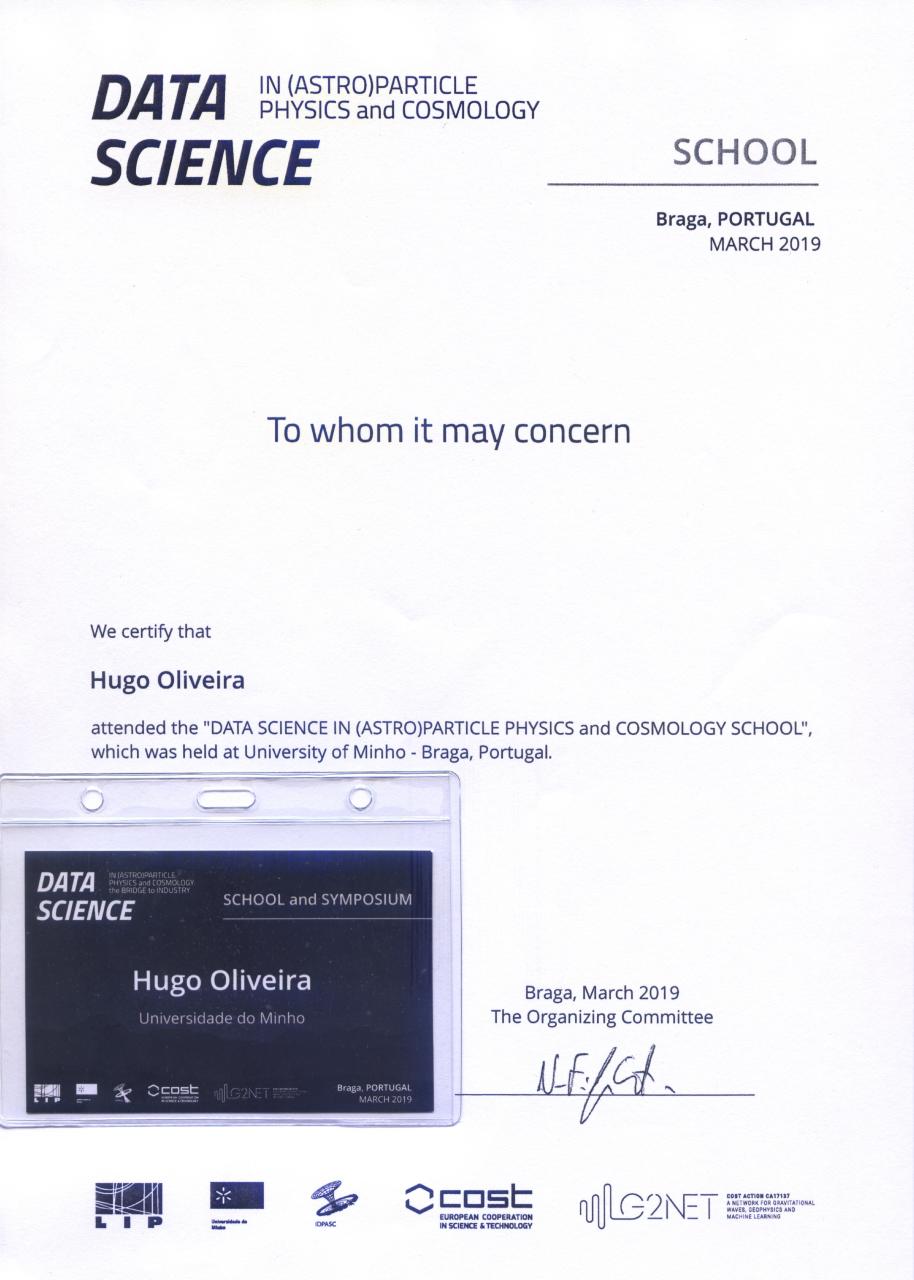 DATA
SCIENCE
IN (ASTRO)PARTICLE
PHYSICS and COSMOLOGY
SCHOOL
Braga, PORTUGAL
MARCH 2019
To whom it may concern
We certify that
Hugo Oliveira
attended the "DATA SCIENCE IN (ASTRO)PARTICLE PHYSICS and COSMOLOGY SCHOOL",
which was held at University of Minho - Braga, Portugal.
DATA
SCIENCE
IN (ASTRO)PARTICLE
PHYSICS and COSMOLOGY
the BRIDGE to INDUSTRY
SCHOOL and SYMPOSIUM
Hugo Oliveira
Universidade do Minho
LIP
cost
EUROPEAN COOPERATION
IN SCIENCE & TECHNOLOGY
G2NET
Braga, PORTUGAL
MARCH 2019
Braga, March 2019
The Organizing Committee
LIP
Universidade do
Minho
IDPASC
cost
EUROPEAN COOPERATION
IN SCIENCE & TECHNOLOGY
G2NET
COST ACTION CA17137
A NETWORK FOR GRAVITATIONAL
WAVES, GEOPHYSICS AND
MACHINE LEARNING